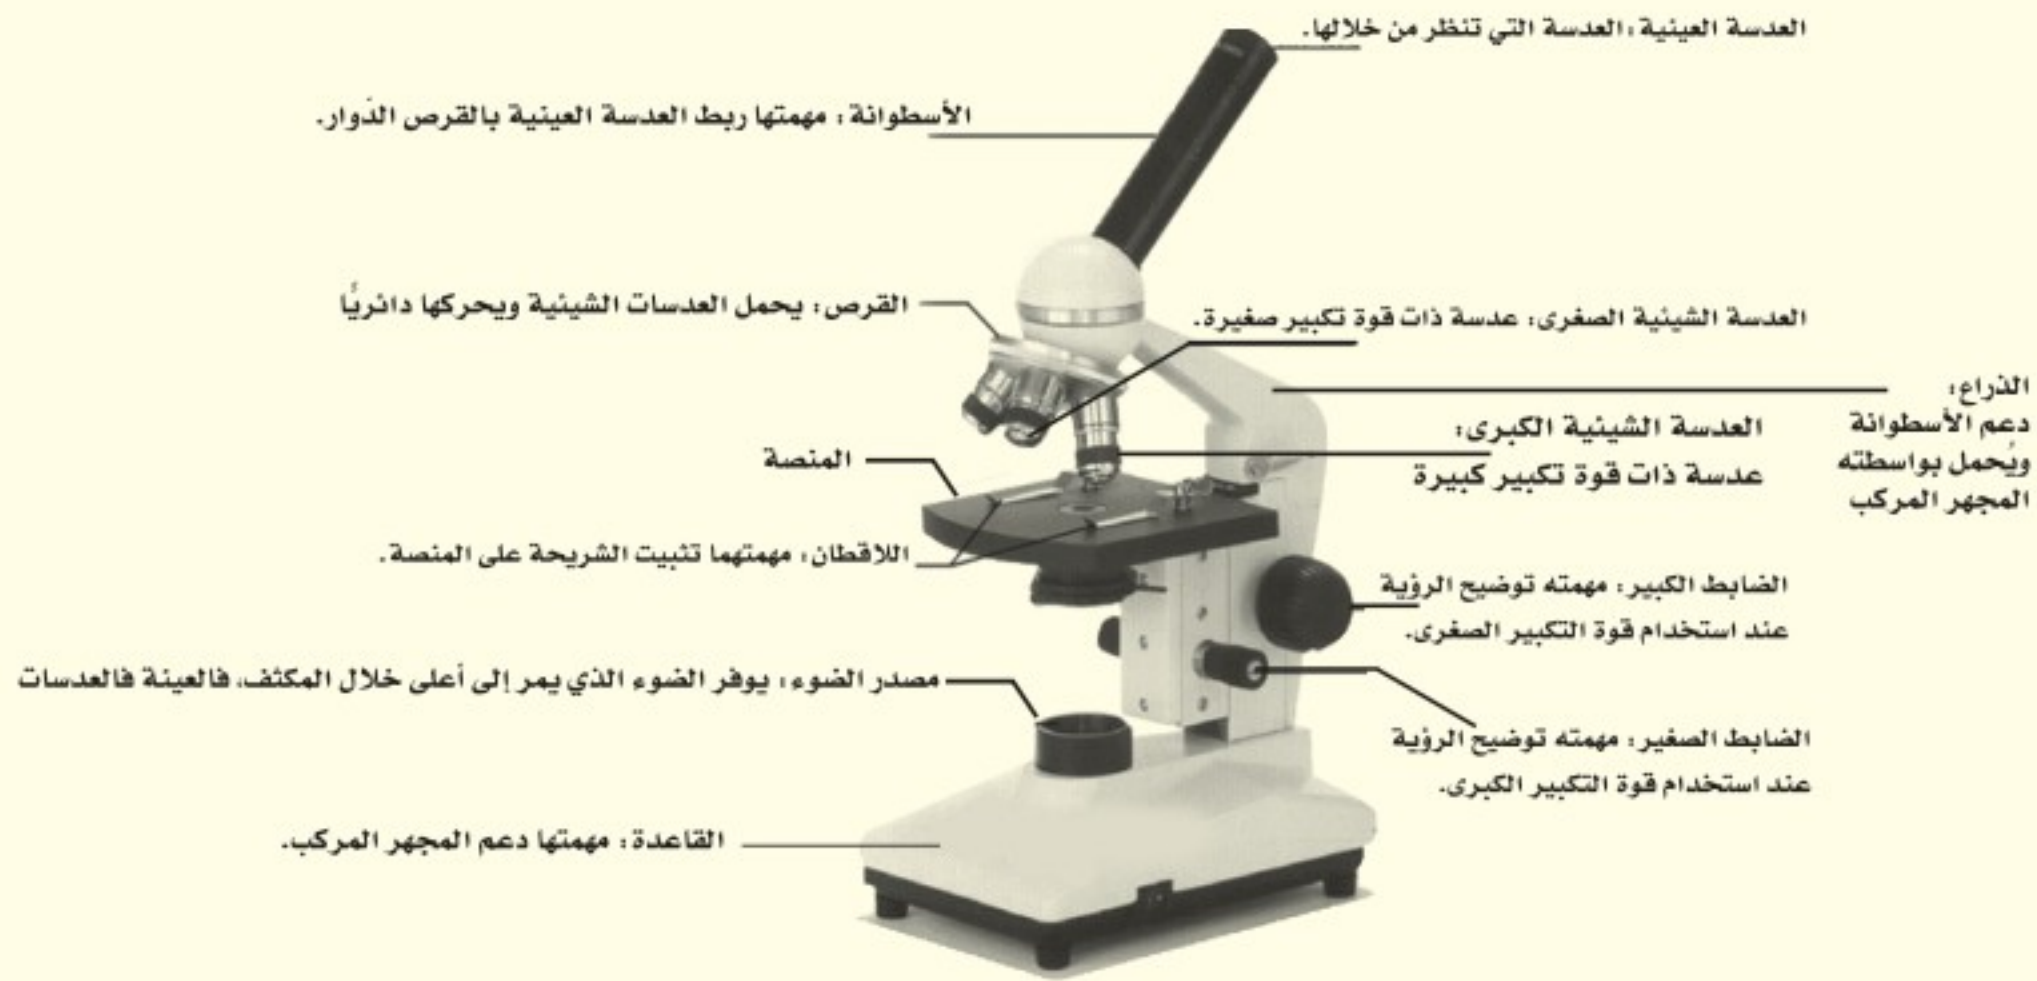 العدسة العينية: العدسة التي تنظر من خلالها.
الأسطوانة: مهمتها ربط العدسة العينية بالقرص الدّوار.
القرص: يحمل العدسات الشيئية ويحركها دائريًّا
العدسة الشيئية الصغرى: عدسة ذات قوة تكبير صغيرة.
الذراع:
دعم الأسطوانة
ويُحمل بواسطته
المجهر المركب
العدسة الشيئية الكبرى:
عدسة ذات قوة تكبير كبيرة
المنصة
اللاقطان: مهمتهما تثبيت الشريحة على المنصة.
الضابط الكبير: مهمته توضيح الرؤية
عند استخدام قوة التكبير الصغرى.
مصدر الضوء: يوفر الضوء الذي يمر إلى أعلى خلال المكثف، فالعينة فالعدسات
الضابط الصغير: مهمته توضيح الرؤية
عند استخدام قوة التكبير الكبرى.
القاعدة: مهمتها دعم المجهر المركب.